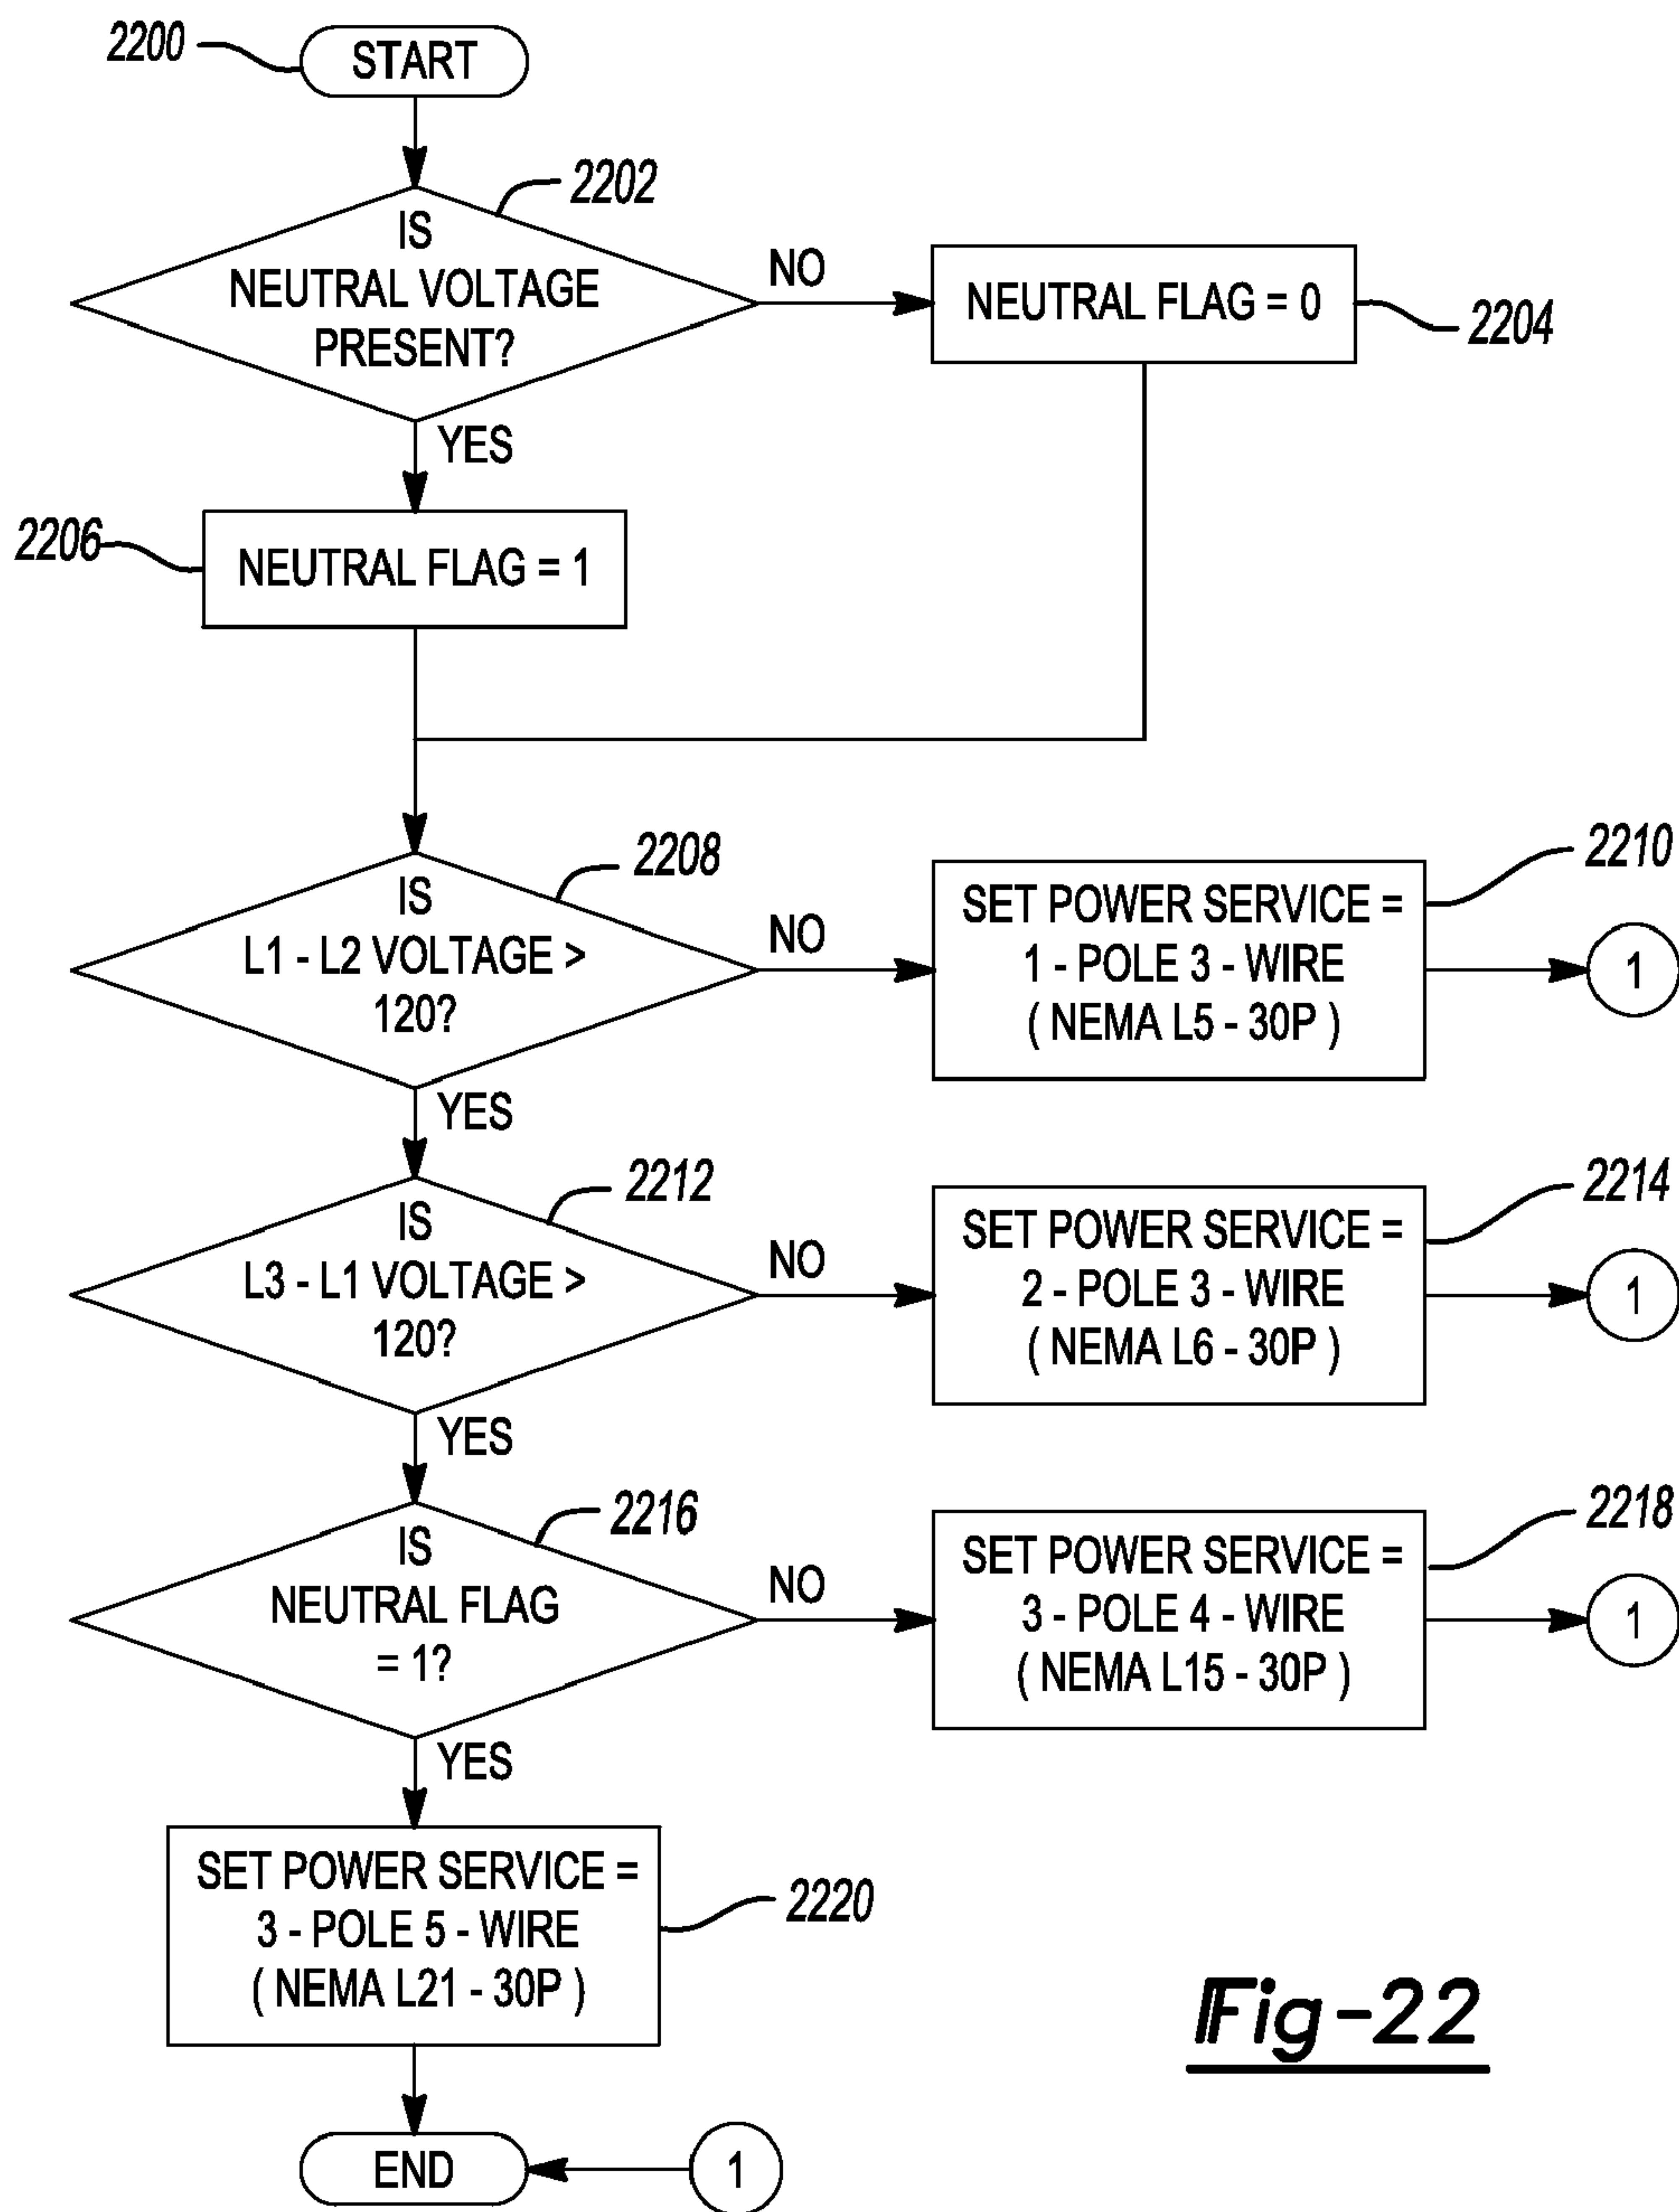 2200
START
2202
IS
NEUTRAL VOLTAGE
PRESENT?
NO
NEUTRAL FLAG = 0
2204
YES
2206
NEUTRAL FLAG = 1
2208
IS
L1 - L2 VOLTAGE >
120?
NO
2210
SET POWER SERVICE =
1 - POLE 3 - WIRE
( NEMA L5 - 30P )
1
YES
2212
IS
L3 - L1 VOLTAGE >
120?
NO
2214
SET POWER SERVICE =
2 - POLE 3 - WIRE
( NEMA L6 - 30P )
1
YES
2216
IS
NEUTRAL FLAG
= 1?
NO
2218
SET POWER SERVICE =
3 - POLE 4 - WIRE
( NEMA L15 - 30P )
1
YES
SET POWER SERVICE =
3 - POLE 5 - WIRE
( NEMA L21 - 30P )
2220
END
1
Fig-22